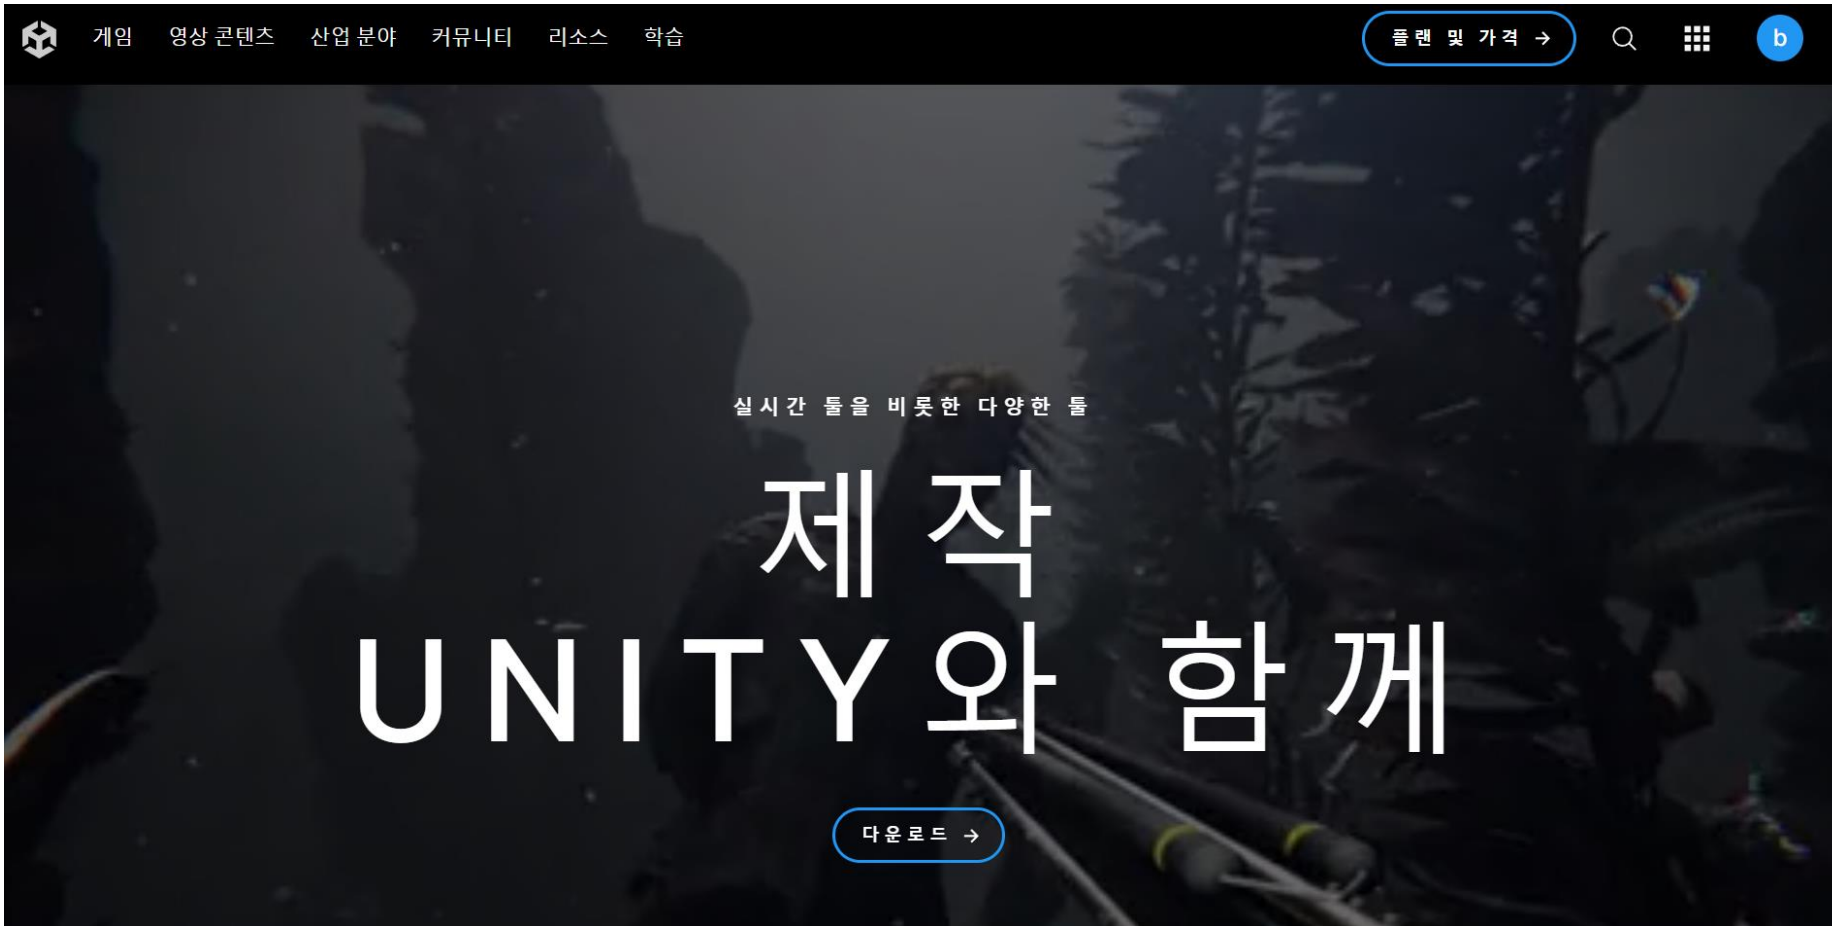 게임 영상 콘텐츠 산업 분야 커뮤니티 리소스 학습 플랜 및 가격 → b
실시간 툴을 비롯한 다양한 툴
제작
UNITY와 함께
다운로드 →